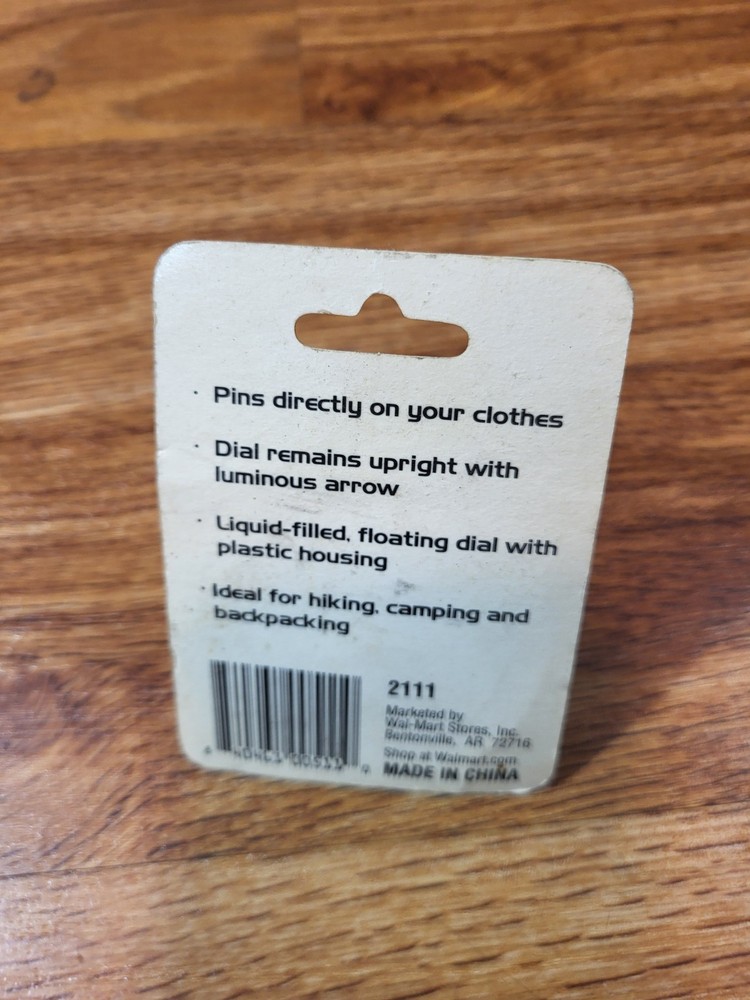 · Pins directly on your clothes
· Dial remains upright with
luminous arrow
· Liquid-filled, floating dial with
plastic housing
· Ideal for hiking, camping and
backpacking
2111
Marketed by
Wal-Mart Stores, Inc.
Bentonville, AR 72716
Shop at Walmart.com
MADE IN CHINA